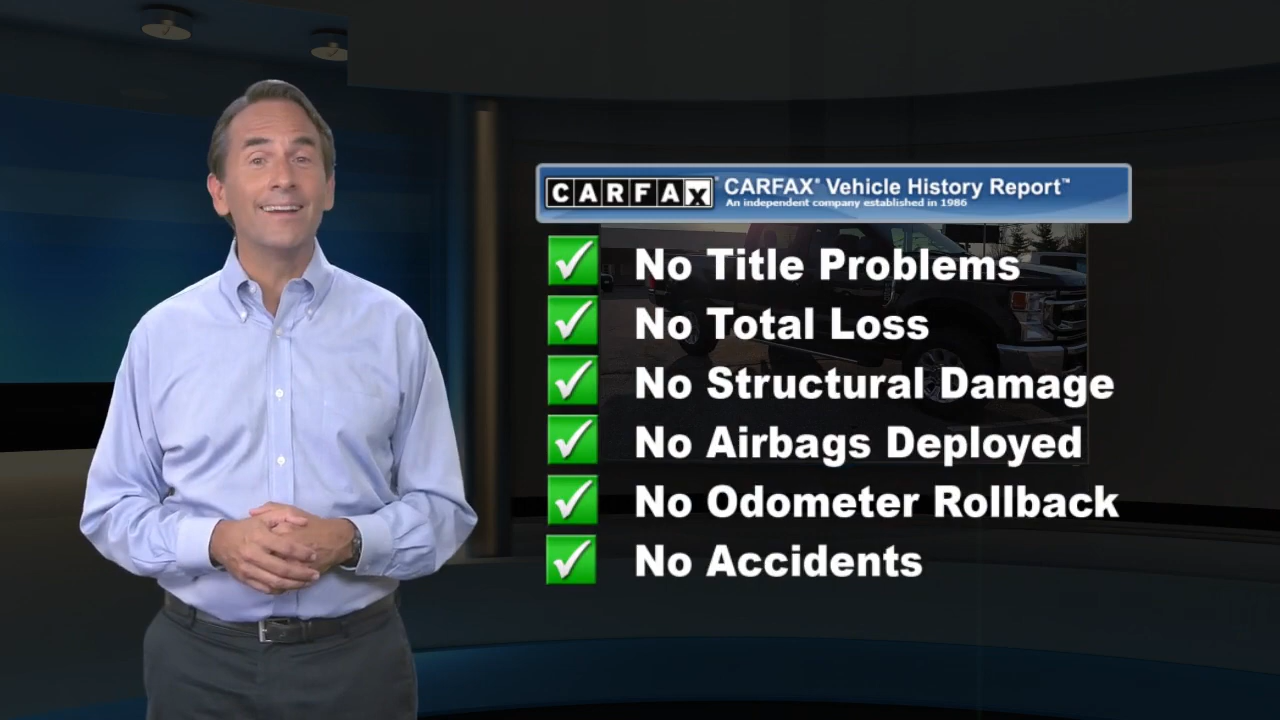 CARFAX® CARFAX® Vehicle History Report™
An independent company established in 1986
No Title Problems
No Total Loss
No Structural Damage
No Airbags Deployed
No Odometer Rollback
No Accidents